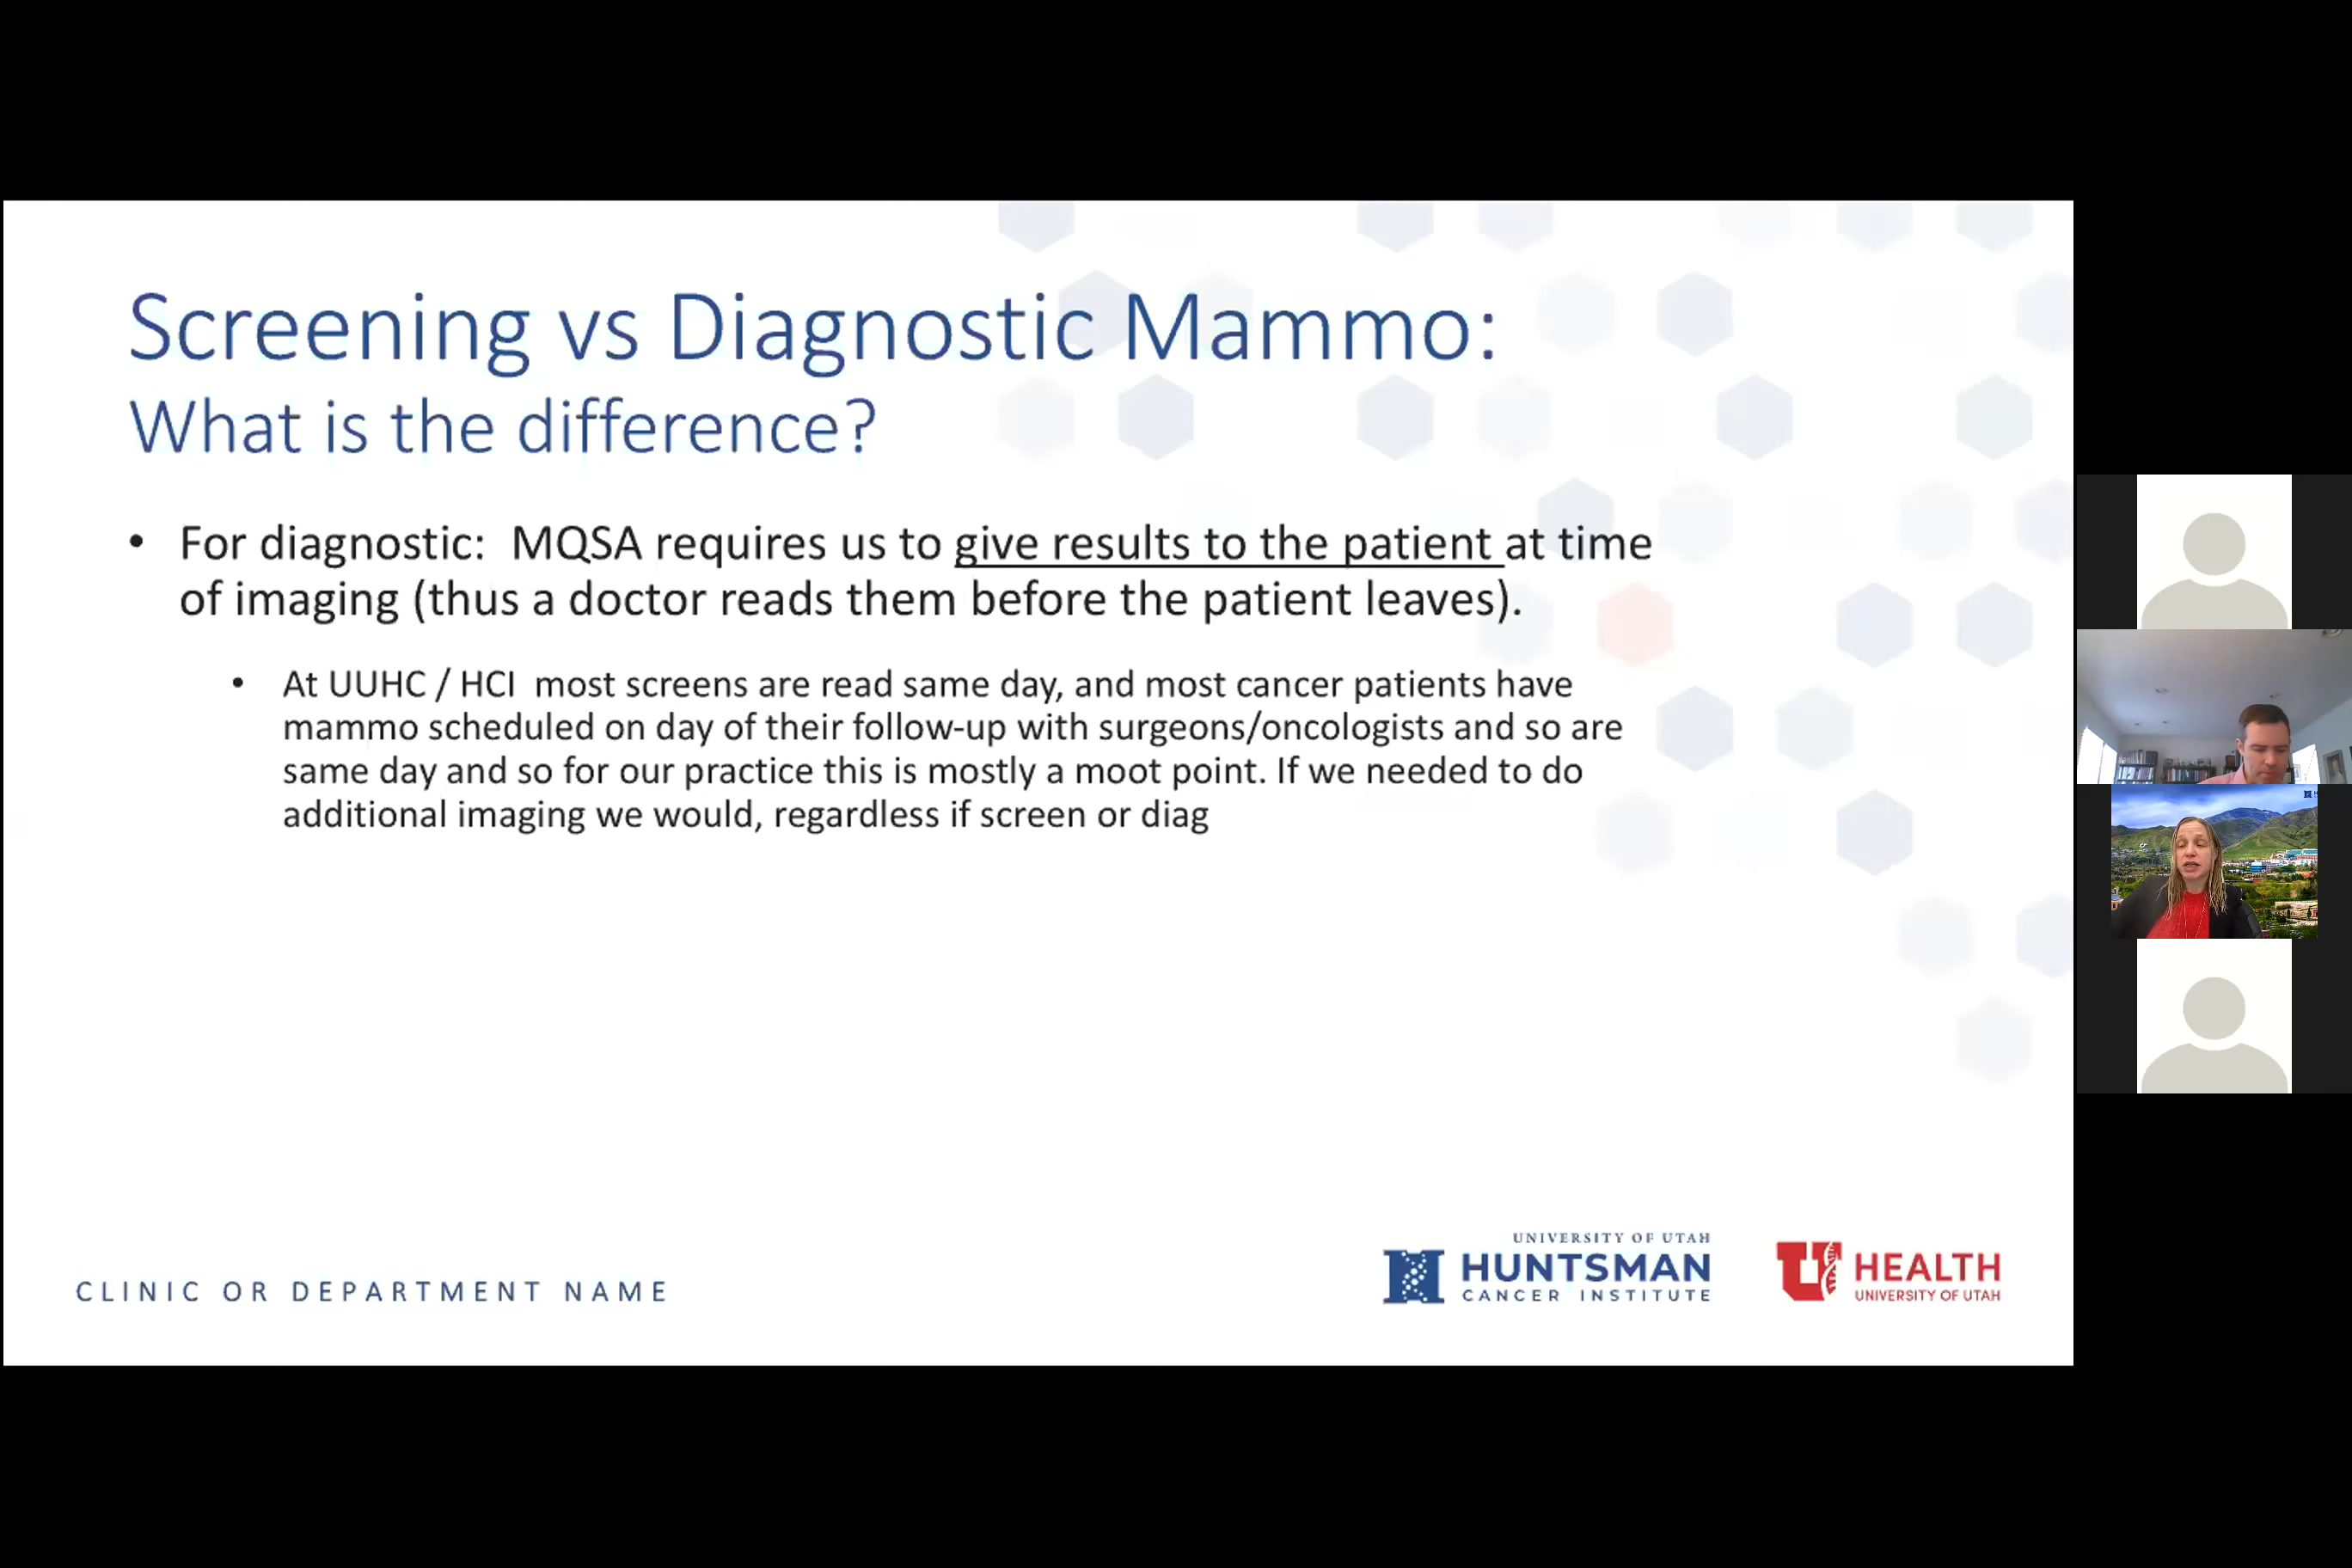 Screening vs Diagnostic Mammo:
What is the difference?
• For diagnostic: MQSA requires us to give results to the patient at time
of imaging (thus a doctor reads them before the patient leaves).
• At UUHC / HCI most screens are read same day, and most cancer patients have
mammo scheduled on day of their follow-up with surgeons/oncologists and so are
same day and so for our practice this is mostly a moot point. If we needed to do
additional imaging we would, regardless if screen or diag
CLINIC OR DEPARTMENT NAME
UNIVERSITY OF UTAH
HUNTSMAN
CANCER INSTITUTE
U HEALTH
UNIVERSITY OF UTAH